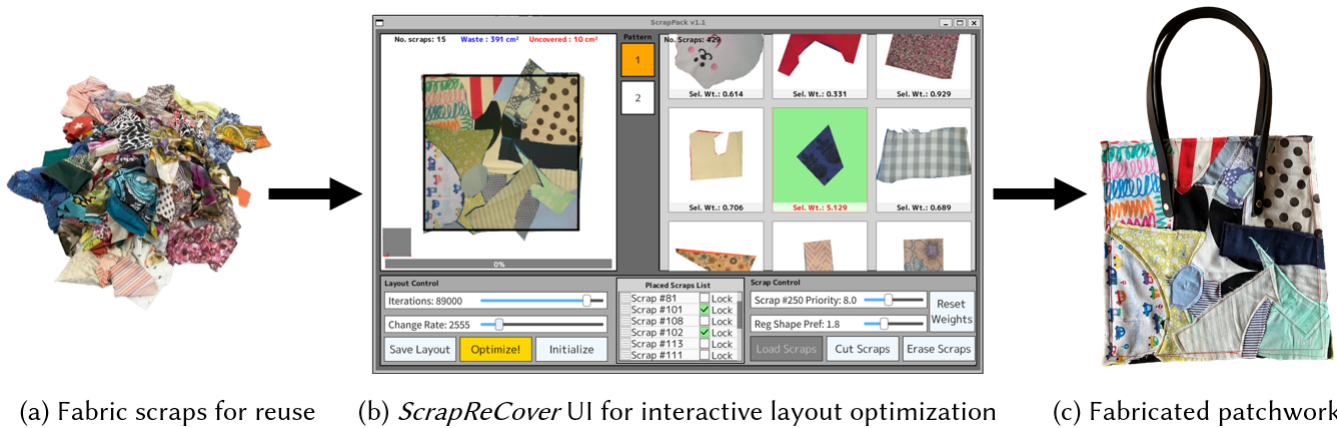 ScrapPack v1.1
No. scraps: 15 Waste : 391 cm² Uncovered : 10 cm²
Pattern
1
2
No. Scraps: 429
Sel. Wt.: 0.614
Sel. Wt.: 0.331
Sel. Wt.: 0.929
Sel. Wt.: 0.706
Sel. Wt.: 5.129
Sel. Wt.: 0.689
0%
Layout Control
Iterations: 89000
Change Rate: 2555
Save Layout
Optimize!
Initialize
Placed Scraps List
Scrap #81 Lock
Scrap #101 Lock
Scrap #108 Lock
Scrap #102 Lock
Scrap #113 Lock
Scrap #111 Lock
Scrap Control
Scrap #250 Priority: 8.0
Reg Shape Pref: 1.8
Reset
Weights
Load Scraps
Cut Scraps
Erase Scraps
(a) Fabric scraps for reuse
(b) ScrapReCover UI for interactive layout optimization
(c) Fabricated patchwork